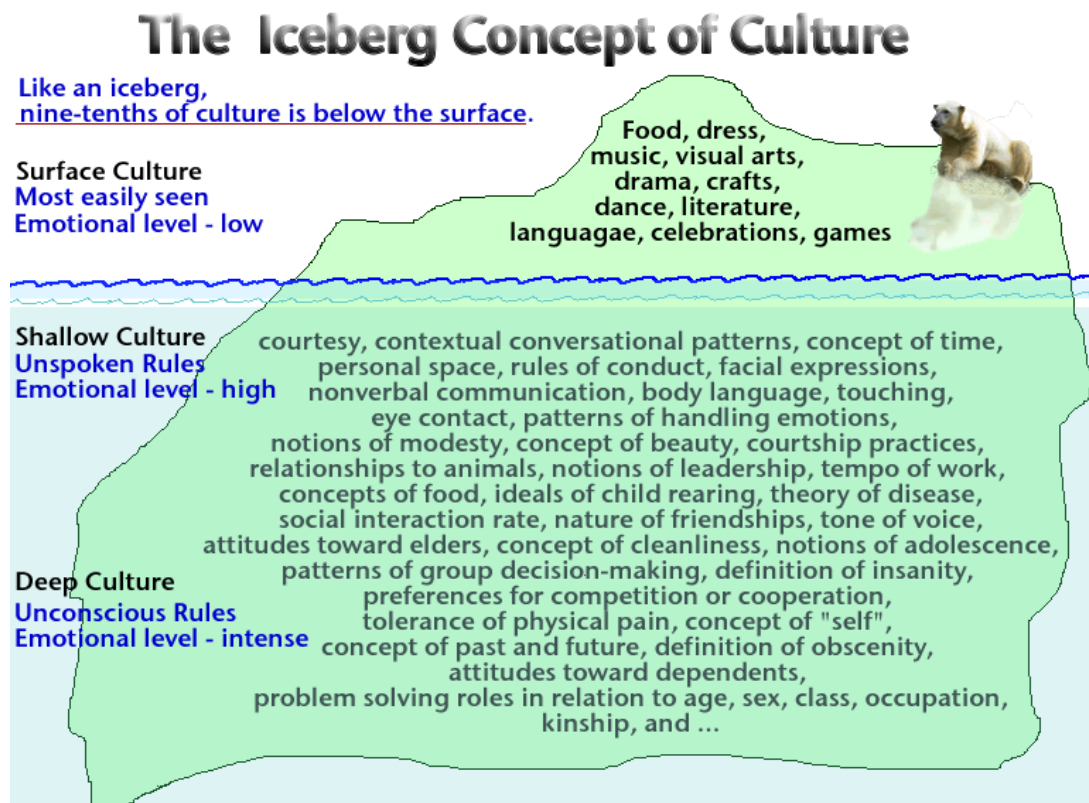 The Iceberg Concept of Culture
Like an iceberg,
nine-tenths of culture is below the surface.
Surface Culture
Most easily seen
Emotional level - low
Food, dress,
music, visual arts,
drama, crafts,
dance, literature,
languagae, celebrations, games
Shallow Culture
Unspoken Rules
Emotional level - high
courtesy, contextual conversational patterns, concept of time,
personal space, rules of conduct, facial expressions,
nonverbal communication, body language, touching,
eye contact, patterns of handling emotions,
notions of modesty, concept of beauty, courtship practices,
relationships to animals, notions of leadership, tempo of work,
concepts of food, ideals of child rearing, theory of disease,
social interaction rate, nature of friendships, tone of voice,
attitudes toward elders, concept of cleanliness, notions of adolescence,
patterns of group decision-making, definition of insanity,
preferences for competition or cooperation,
tolerance of physical pain, concept of "self",
concept of past and future, definition of obscenity,
attitudes toward dependents,
problem solving roles in relation to age, sex, class, occupation,
kinship, and ...
Deep Culture
Unconscious Rules
Emotional level - intense